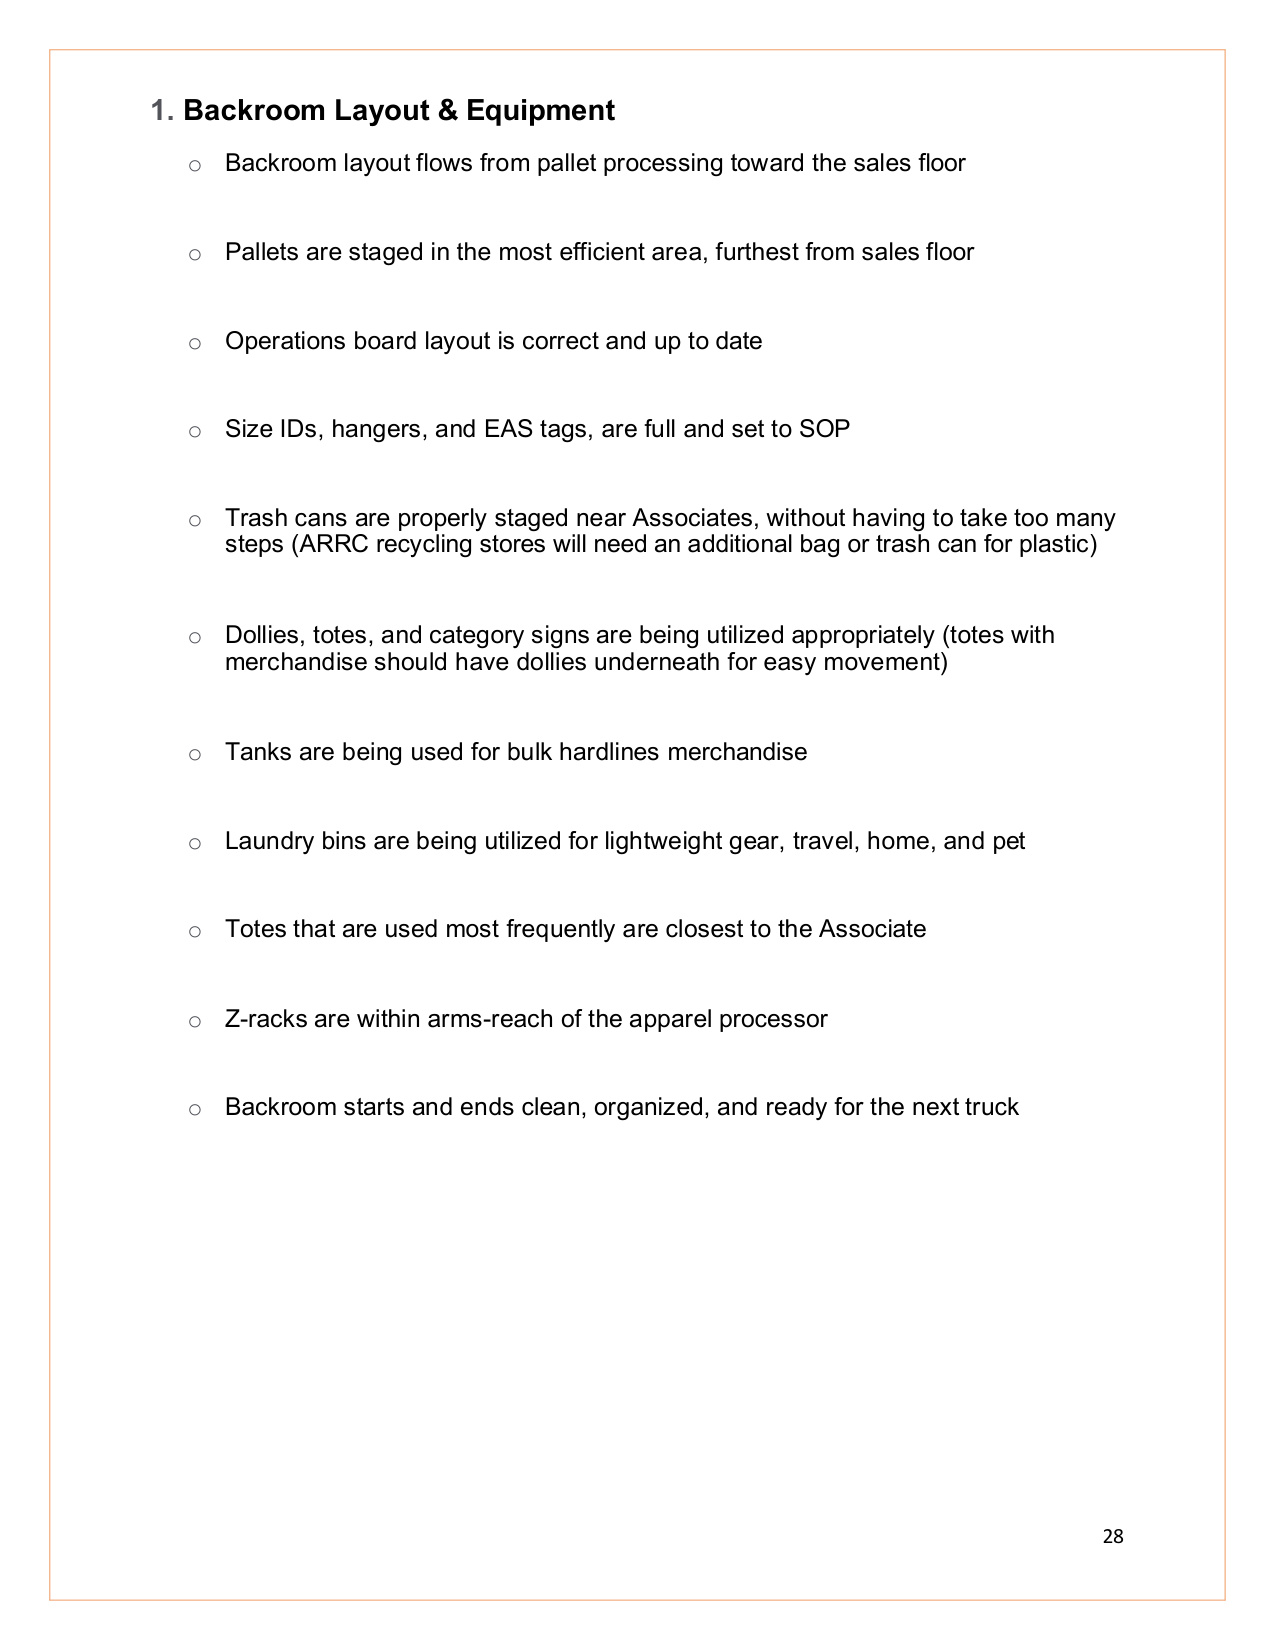 1. Backroom Layout & Equipment
o Backroom layout flows from pallet processing toward the sales floor
o Pallets are staged in the most efficient area, furthest from sales floor
o Operations board layout is correct and up to date
o Size IDs, hangers, and EAS tags, are full and set to SOP
o Trash cans are properly staged near Associates, without having to take too many
steps (ARRC recycling stores will need an additional bag or trash can for plastic)
o Dollies, totes, and category signs are being utilized appropriately (totes with
merchandise should have dollies underneath for easy movement)
o Tanks are being used for bulk hardlines merchandise
o Laundry bins are being utilized for lightweight gear, travel, home, and pet
o Totes that are used most frequently are closest to the Associate
o Z-racks are within arms-reach of the apparel processor
o Backroom starts and ends clean, organized, and ready for the next truck
28